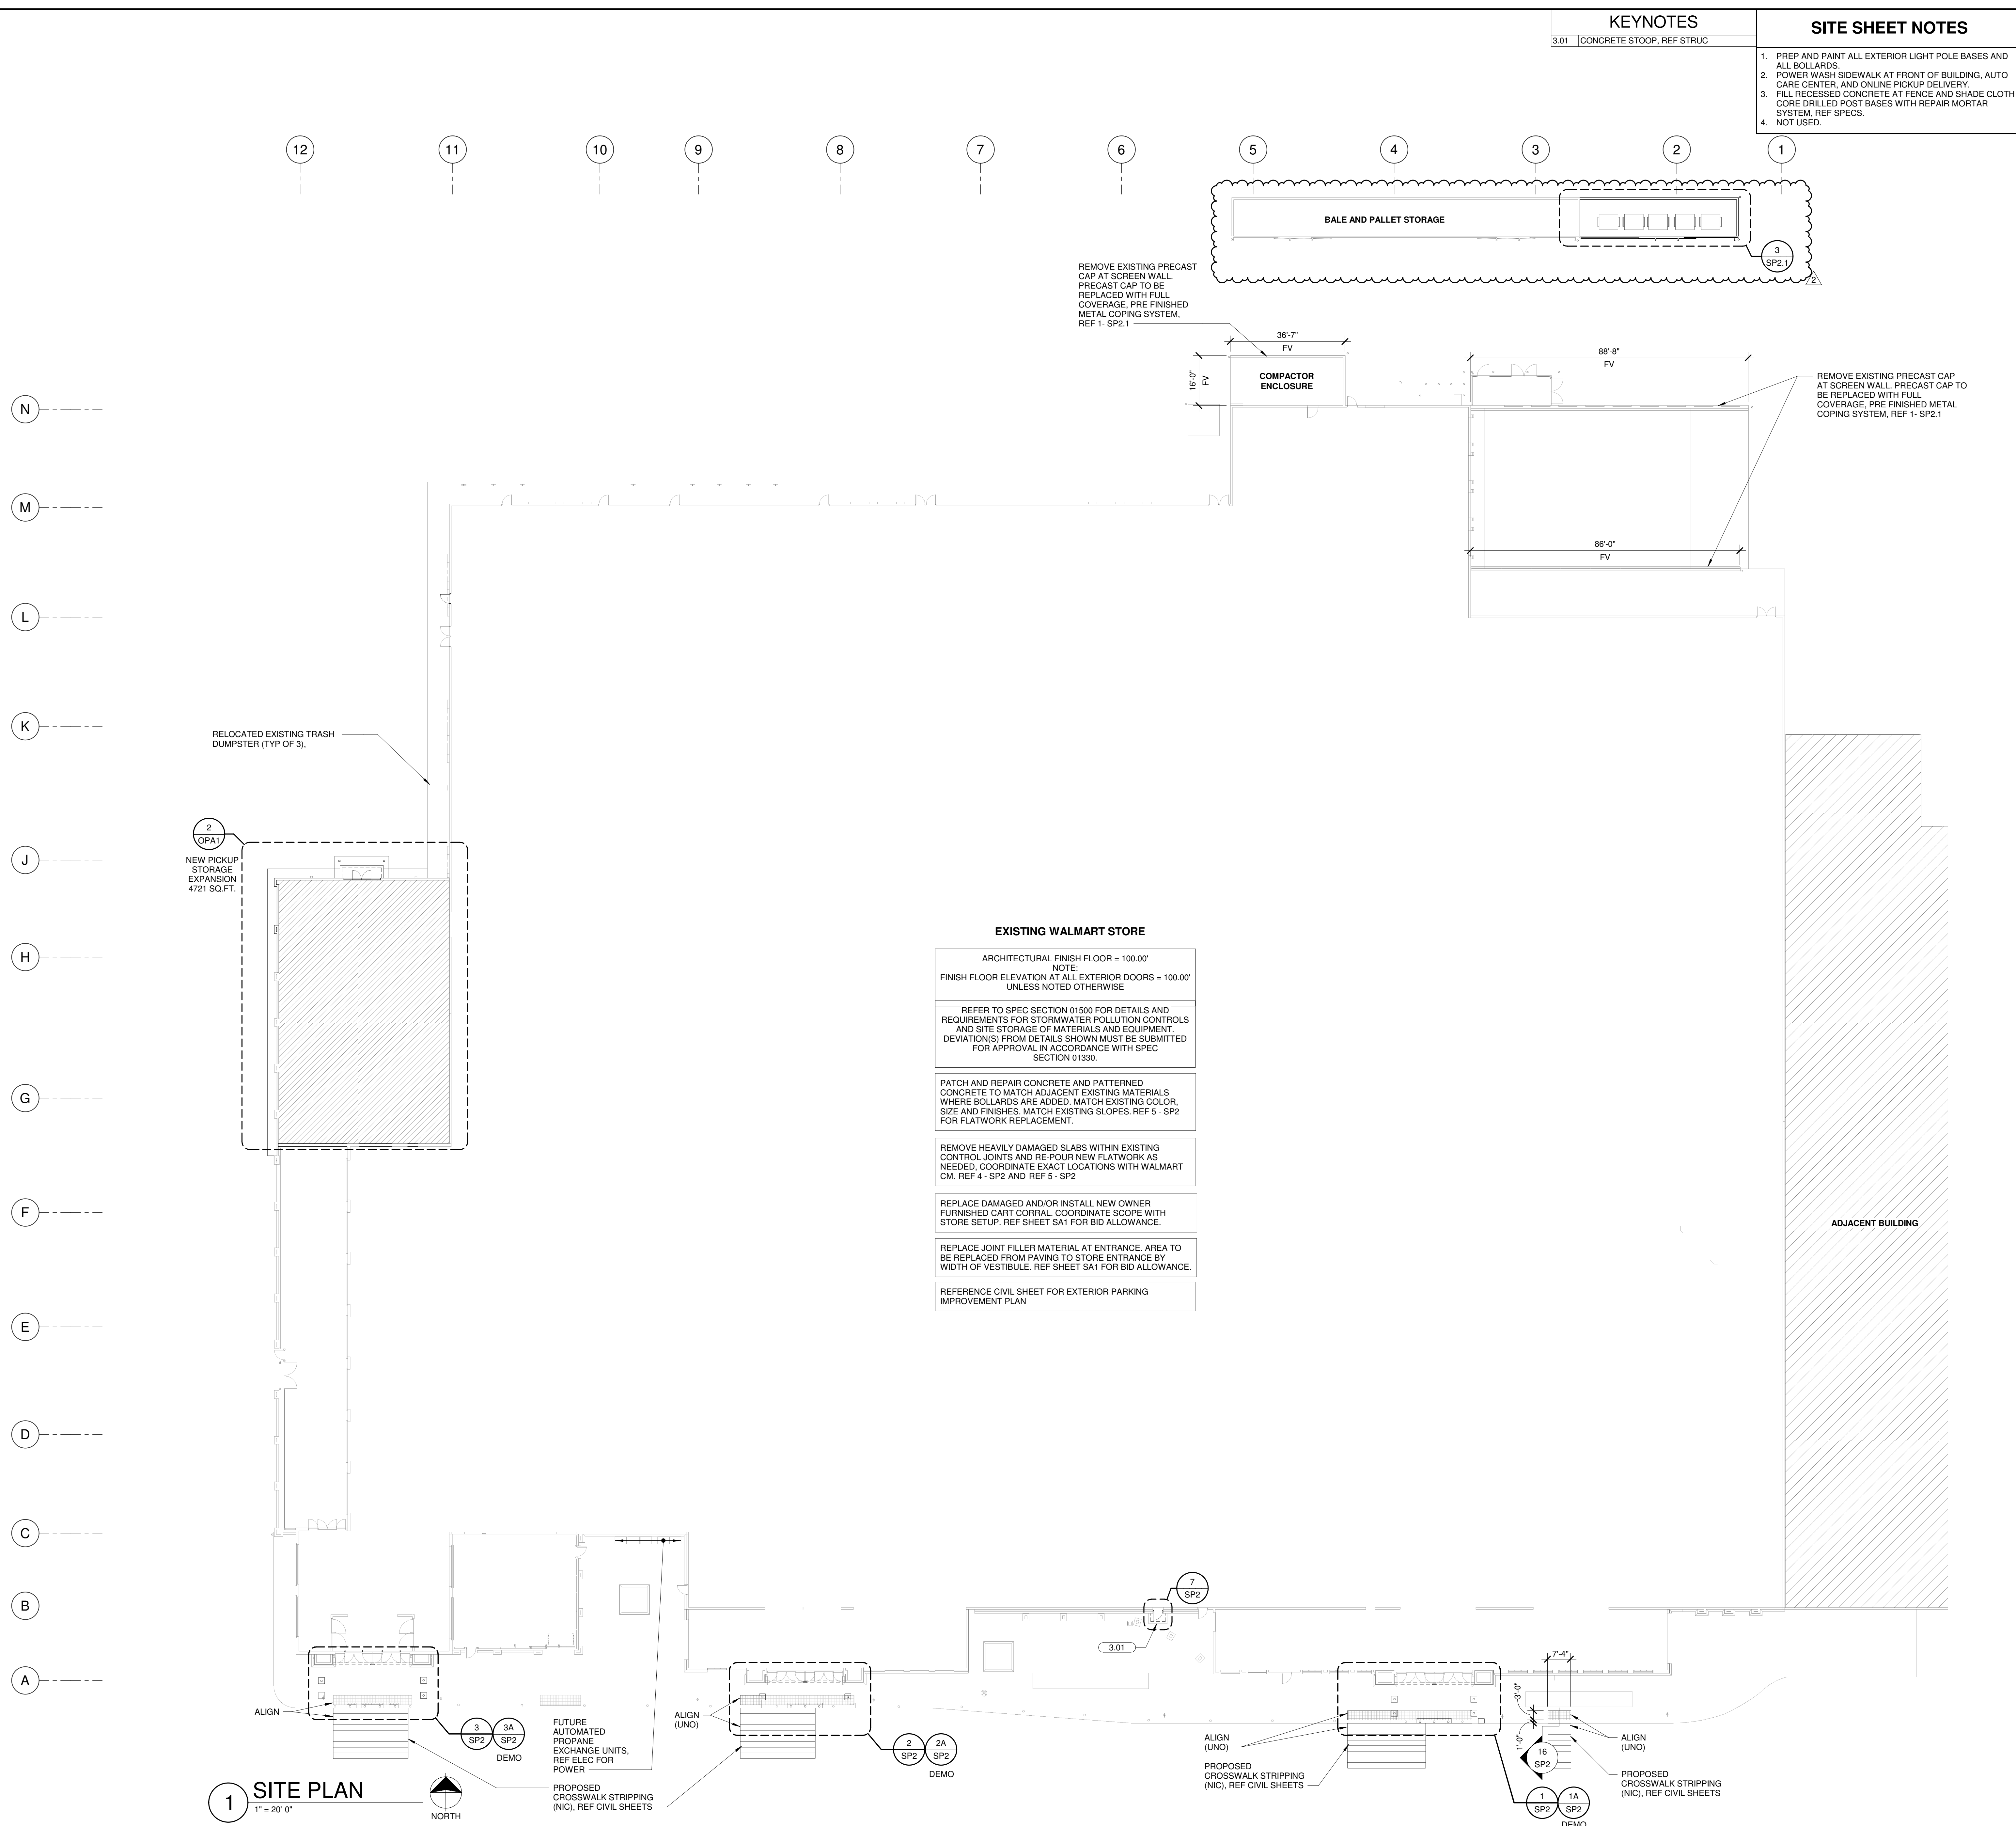 KEYNOTES
3.01 CONCRETE STOOP, REF STRUC
SITE SHEET NOTES
1. PREP AND PAINT ALL EXTERIOR LIGHT POLE BASES AND
ALL BOLLARDS.
2. POWER WASH SIDEWALK AT FRONT OF BUILDING, AUTO
CARE CENTER, AND ONLINE PICKUP DELIVERY.
3. FILL RECESSED CONCRETE AT FENCE AND SHADE CLOTH
CORE DRILLED POST BASES WITH REPAIR MORTAR
SYSTEM, REF SPECS.
4. NOT USED.
12 11 10 9 8 7 6 5 4 3 2 1
BALE AND PALLET STORAGE
3
SP2.1
2
REMOVE EXISTING PRECAST
CAP AT SCREEN WALL.
PRECAST CAP TO BE
REPLACED WITH FULL
COVERAGE, PRE FINISHED
METAL COPING SYSTEM,
REF 1- SP2.1
36'-7"
FV
16'-0"
FV
COMPACTOR
ENCLOSURE
88'-8"
FV
REMOVE EXISTING PRECAST CAP
AT SCREEN WALL. PRECAST CAP TO
BE REPLACED WITH FULL
COVERAGE, PRE FINISHED METAL
COPING SYSTEM, REF 1- SP2.1
N
M
86'-0"
FV
L
K
RELOCATED EXISTING TRASH
DUMPSTER (TYP OF 3),
2
OPA1
NEW PICKUP
STORAGE
EXPANSION
4721 SQ.FT.
J
H
EXISTING WALMART STORE
ARCHITECTURAL FINISH FLOOR = 100.00'
NOTE:
FINISH FLOOR ELEVATION AT ALL EXTERIOR DOORS = 100.00'
UNLESS NOTED OTHERWISE
REFER TO SPEC SECTION 01500 FOR DETAILS AND
REQUIREMENTS FOR STORMWATER POLLUTION CONTROLS
AND SITE STORAGE OF MATERIALS AND EQUIPMENT.
DEVIATION(S) FROM DETAILS SHOWN MUST BE SUBMITTED
FOR APPROVAL IN ACCORDANCE WITH SPEC
SECTION 01330.
G
PATCH AND REPAIR CONCRETE AND PATTERNED
CONCRETE TO MATCH ADJACENT EXISTING MATERIALS
WHERE BOLLARDS ARE ADDED. MATCH EXISTING COLOR,
SIZE AND FINISHES. MATCH EXISTING SLOPES. REF 5 - SP2
FOR FLATWORK REPLACEMENT.
REMOVE HEAVILY DAMAGED SLABS WITHIN EXISTING
CONTROL JOINTS AND RE-POUR NEW FLATWORK AS
NEEDED, COORDINATE EXACT LOCATIONS WITH WALMART
CM. REF 4 - SP2 AND REF 5 - SP2
F
REPLACE DAMAGED AND/OR INSTALL NEW OWNER
FURNISHED CART CORRAL. COORDINATE SCOPE WITH
STORE SETUP. REF SHEET SA1 FOR BID ALLOWANCE.
ADJACENT BUILDING
REPLACE JOINT FILLER MATERIAL AT ENTRANCE. AREA TO
BE REPLACED FROM PAVING TO STORE ENTRANCE BY
WIDTH OF VESTIBULE. REF SHEET SA1 FOR BID ALLOWANCE.
REFERENCE CIVIL SHEET FOR EXTERIOR PARKING
IMPROVEMENT PLAN
E
D
C
B
7
SP2
3.01
A
ALIGN
3
SP2
3A
SP2
DEMO
FUTURE
AUTOMATED
PROPANE
EXCHANGE UNITS,
REF ELEC FOR
POWER
ALIGN
(UNO)
PROPOSED
CROSSWALK STRIPPING
(NIC), REF CIVIL SHEETS
2
SP2
2A
SP2
DEMO
ALIGN
(UNO)
PROPOSED
CROSSWALK STRIPPING
(NIC), REF CIVIL SHEETS
7'-4"
3'-0"
1'-0"
16
SP2
ALIGN
(UNO)
PROPOSED
CROSSWALK STRIPPING
(NIC), REF CIVIL SHEETS
1
SP2
1A
SP2
DEMO
1 SITE PLAN
1" = 20'-0"
NORTH